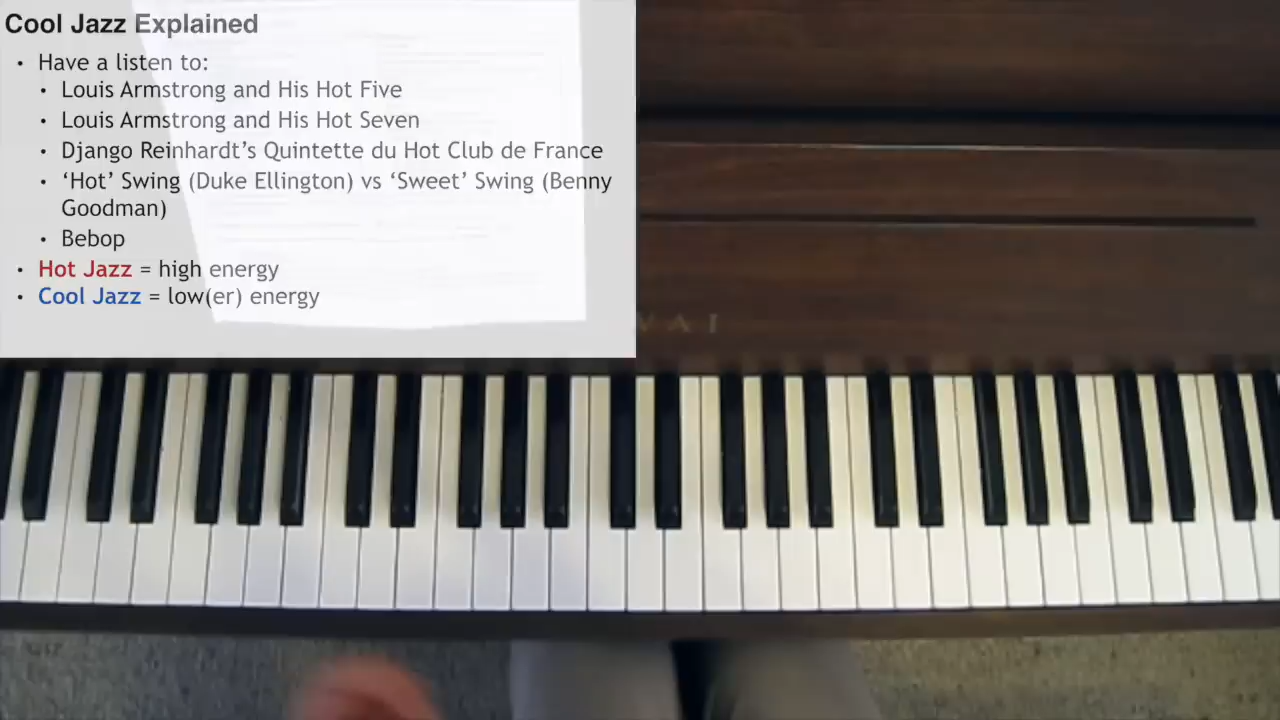 Cool Jazz Explained
• Have a listen to:
• Louis Armstrong and His Hot Five
• Louis Armstrong and His Hot Seven
• Django Reinhardt’s Quintette du Hot Club de France
• ‘Hot’ Swing (Duke Ellington) vs ‘Sweet’ Swing (Benny
Goodman)
• Bebop
• Hot Jazz = high energy
• Cool Jazz = low(er) energy